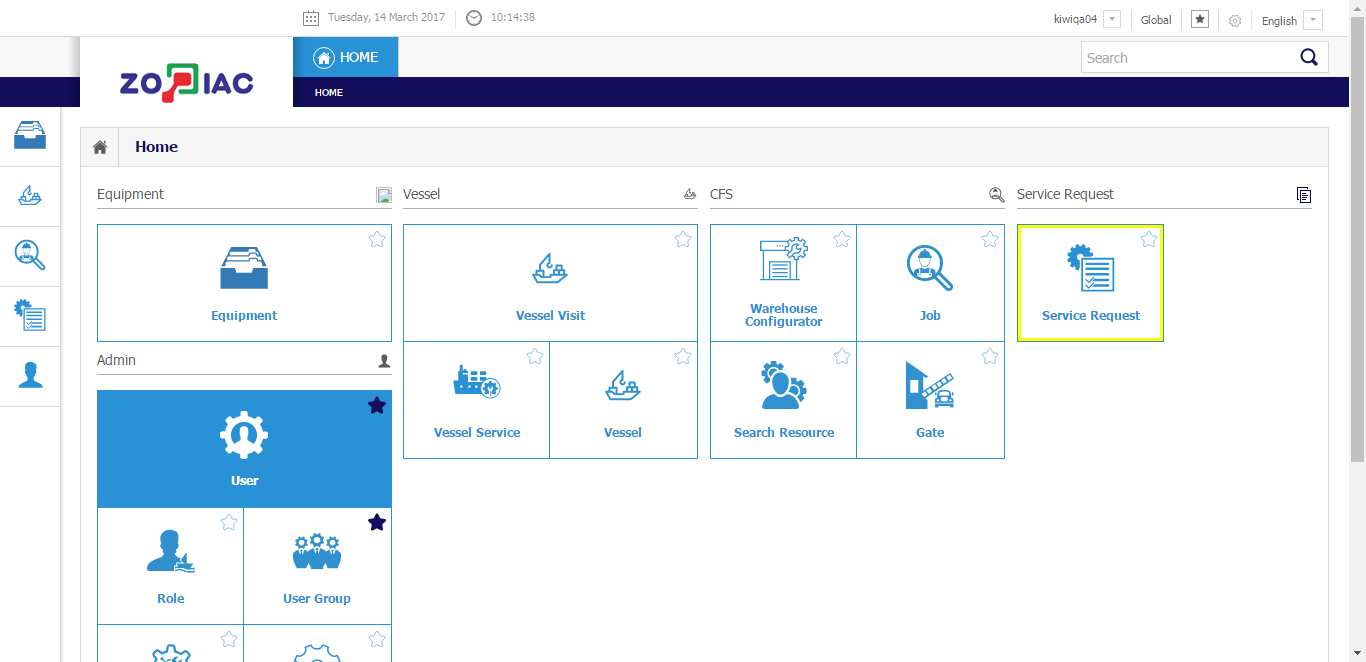 Tuesday, 14 March 2017
10:14:38
kiwiqa04
Global
English
ZODIAC
HOME
Search
HOME
Home
Equipment
Vessel
CFS
Service Request
Equipment
Vessel Visit
Warehouse
Configurator
Job
Service Request
Admin
Vessel Service
Vessel
Search Resource
Gate
User
Role
User Group